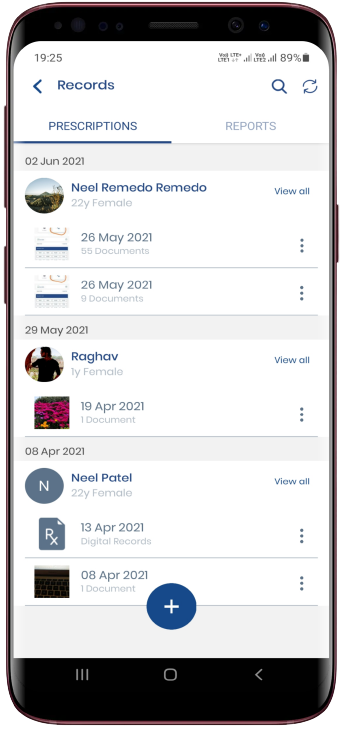 19:25
Vo)) LTE+ Vo))
LTE1 LTE2 89%
Records
PRESCRIPTIONS REPORTS
02 Jun 2021
Neel Remedo Remedo View all
22y Female
26 May 2021
55 Documents
26 May 2021
9 Documents
29 May 2021
Raghav View all
1y Female
19 Apr 2021
1 Document
08 Apr 2021
N Neel Patel View all
22y Female
Rx 13 Apr 2021
Digital Records
08 Apr 2021
1 Document
+